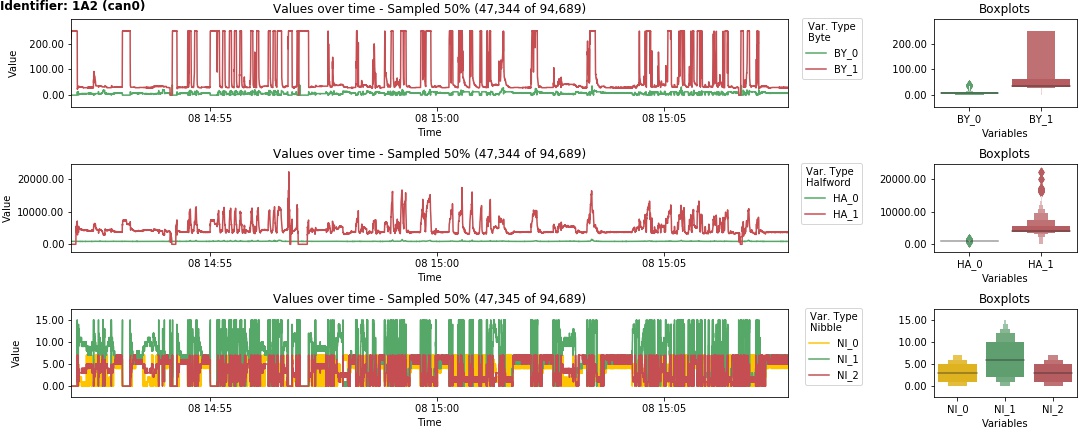 Identifier: 1A2 (can0)
Values over time - Sampled 50% (47,344 of 94,689)
Boxplots
Value
200.00
100.00
0.00
08 14:55
08 15:00
08 15:05
Time
Var. Type
Byte
BY_0
BY_1
200.00
100.00
0.00
BY_0
BY_1
Variables
Values over time - Sampled 50% (47,344 of 94,689)
Boxplots
Value
20000.00
10000.00
0.00
08 14:55
08 15:00
08 15:05
Time
Var. Type
Halfword
HA_0
HA_1
20000.00
10000.00
0.00
HA_0
HA_1
Variables
Values over time - Sampled 50% (47,345 of 94,689)
Boxplots
Value
15.00
10.00
5.00
0.00
08 14:55
08 15:00
08 15:05
Time
Var. Type
Nibble
NI_0
NI_1
NI_2
15.00
10.00
5.00
0.00
NI_0
NI_1
NI_2
Variables